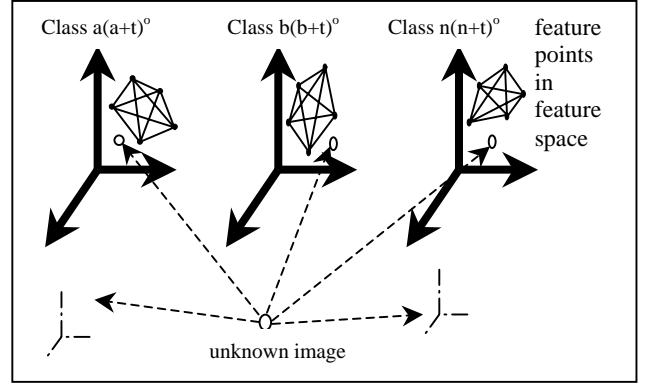 Class a(a+t)° Class b(b+t)° Class n(n+t)° feature
points
in
feature
space
unknown image